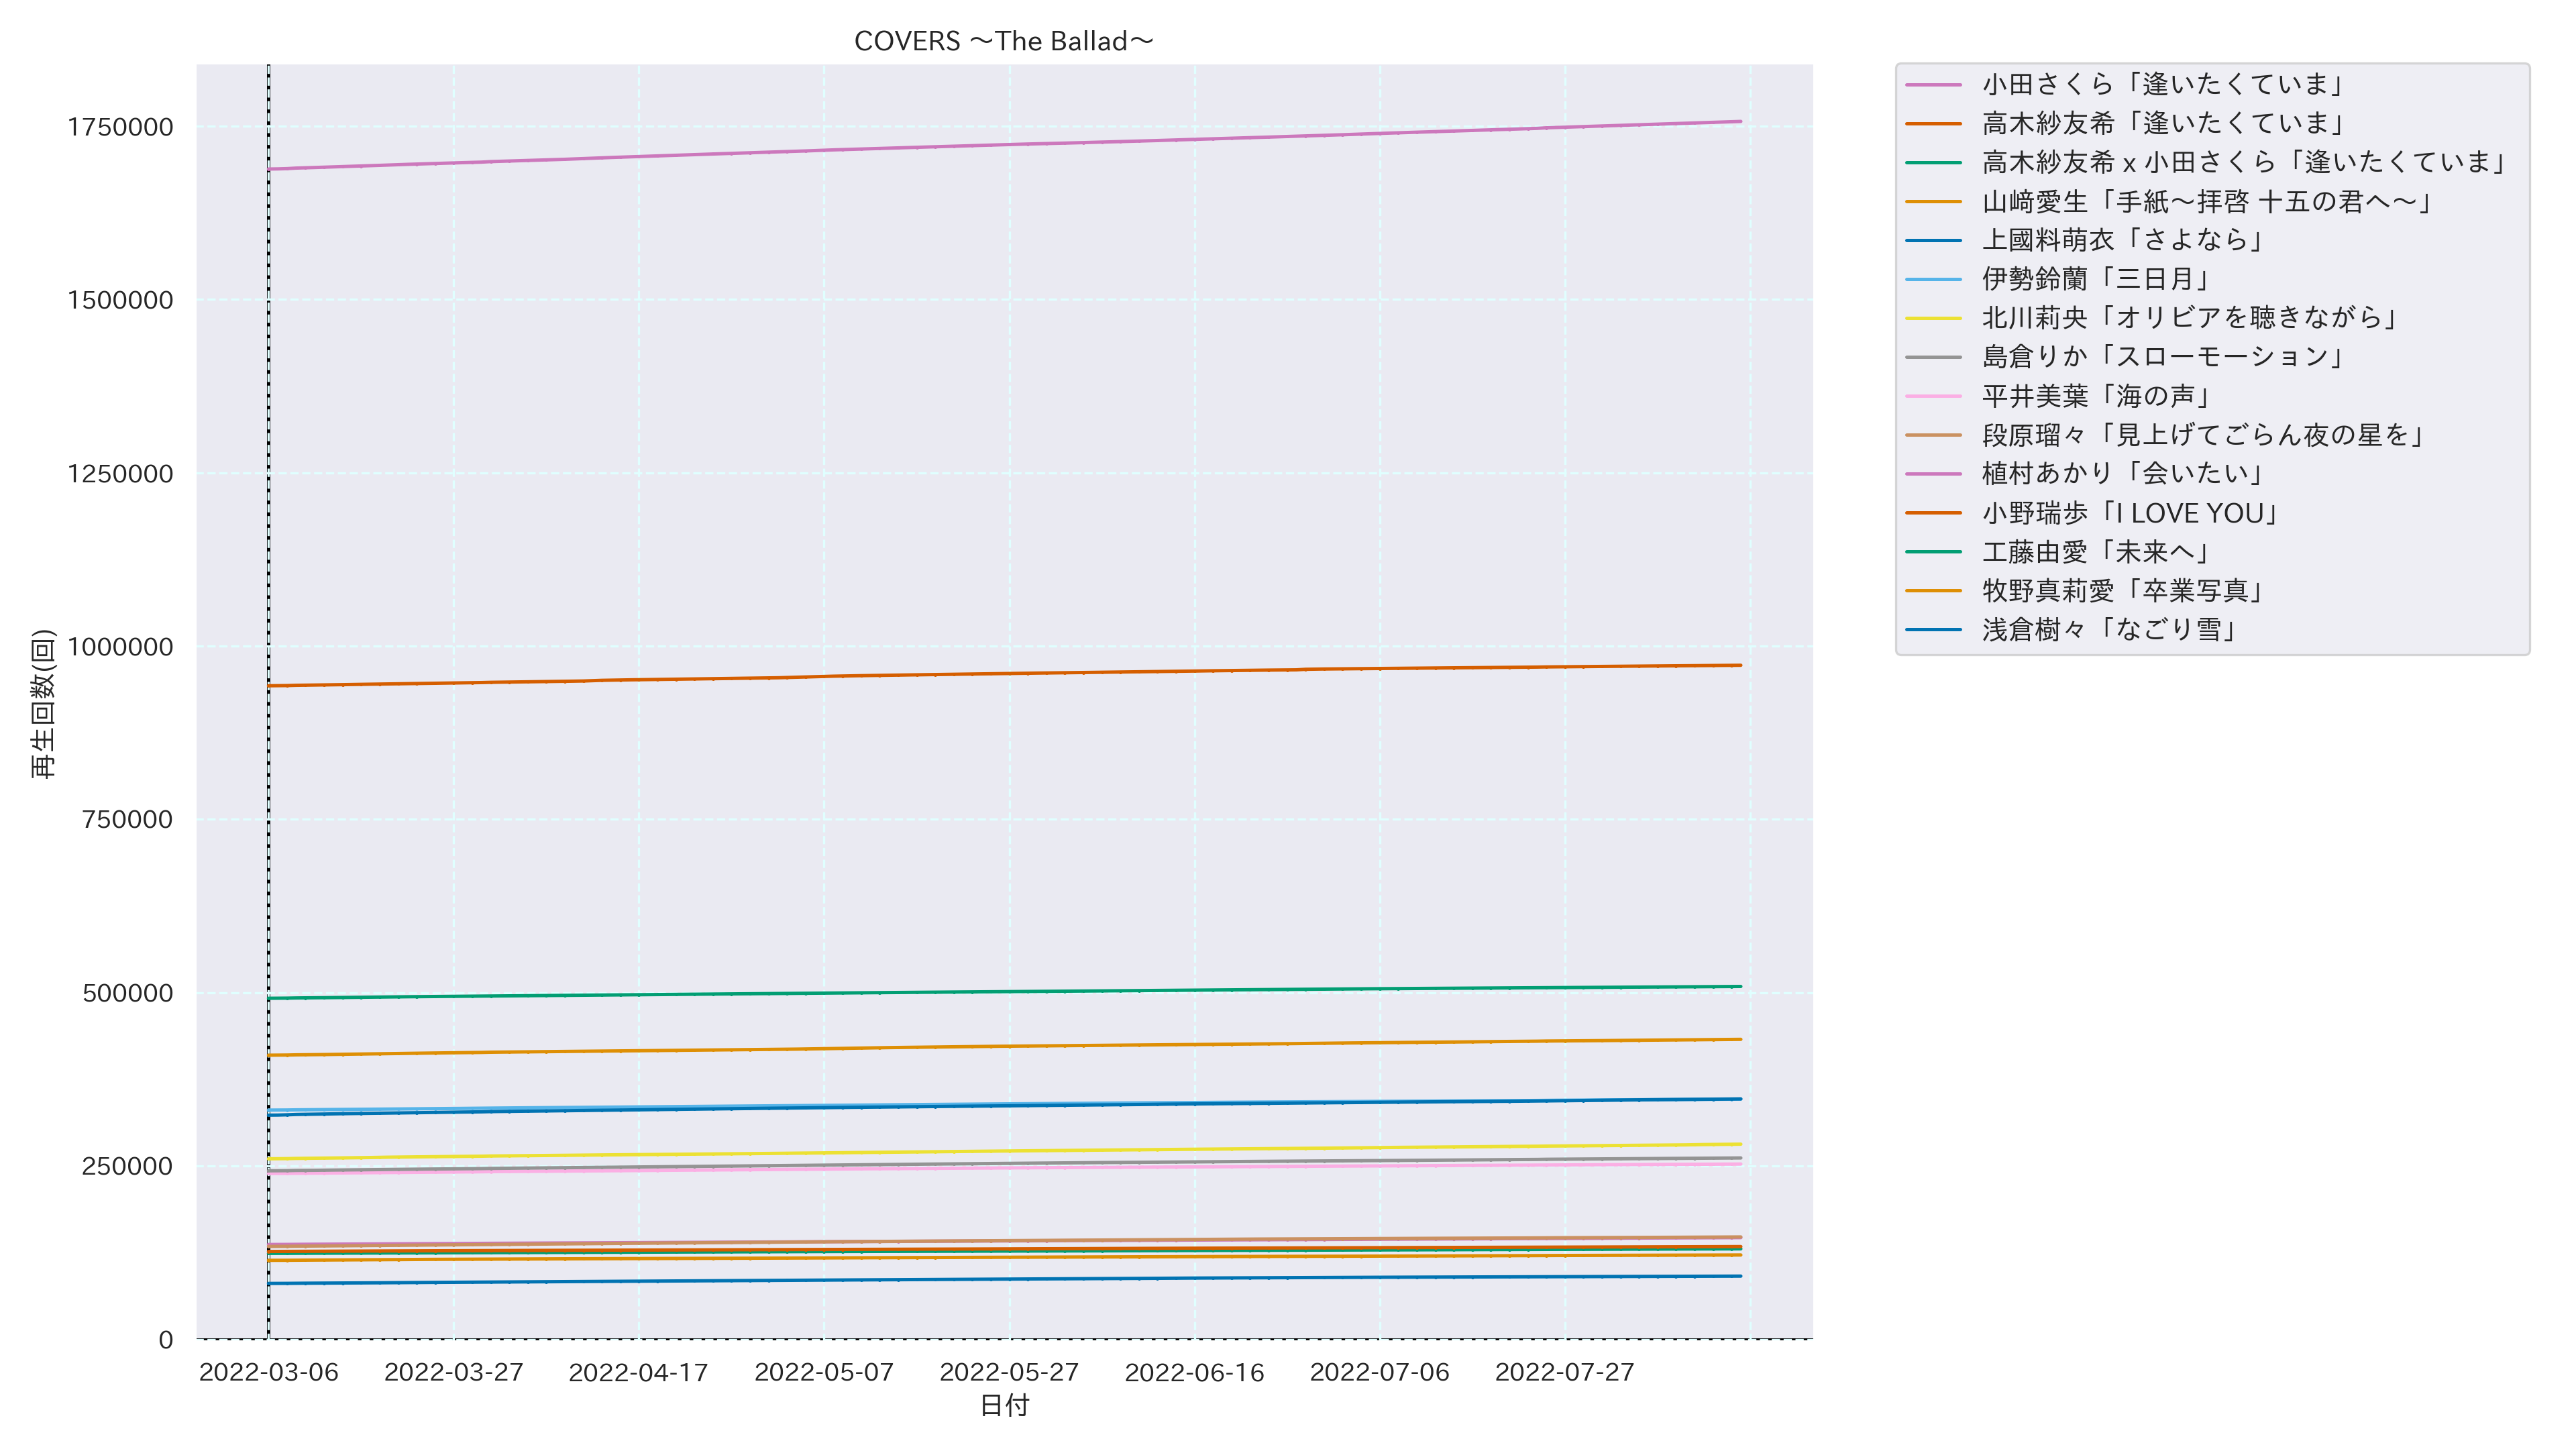 COVERS ～The Ballad～
再生回数(回)
1750000
1500000
1250000
1000000
750000
500000
250000
0
2022-03-06
2022-03-27
2022-04-17
2022-05-07
2022-05-27
2022-06-16
2022-07-06
2022-07-27
日付
小田さくら「逢いたくていま」
高木紗友希「逢いたくていま」
高木紗友希 x 小田さくら「逢いたくていま」
山﨑愛生「手紙～拝啓 十五の君へ～」
上國料萌衣「さよなら」
伊勢鈴蘭「三日月」
北川莉央「オリビアを聴きながら」
島倉りか「スローモーション」
平井美葉「海の声」
段原瑠々「見上げてごらん夜の星を」
植村あかり「会いたい」
小野瑞歩「I LOVE YOU」
工藤由愛「未来へ」
牧野真莉愛「卒業写真」
浅倉樹々「なごり雪」